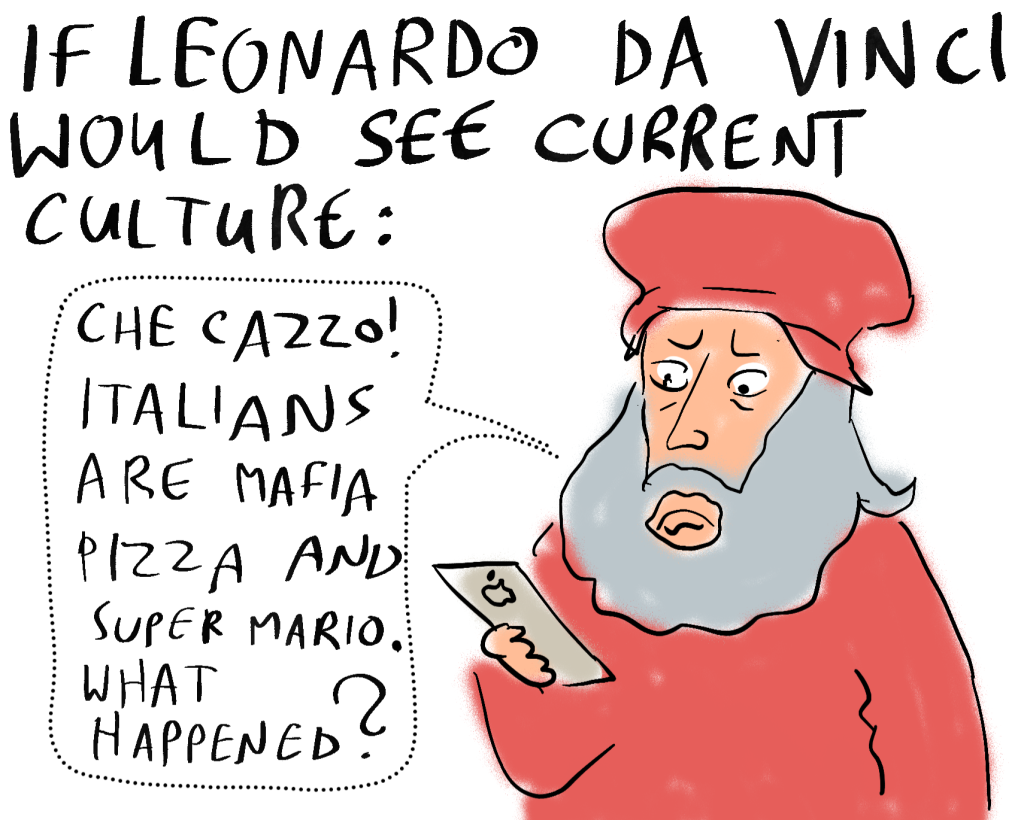 IF LEONARDO DA VINCI
WOULD SEE CURRENT
CULTURE:
CHE CAZZO!
ITALIANS
ARE MAFIA
PIZZA AND
SUPER MARIO.
WHAT
HAPPENED?